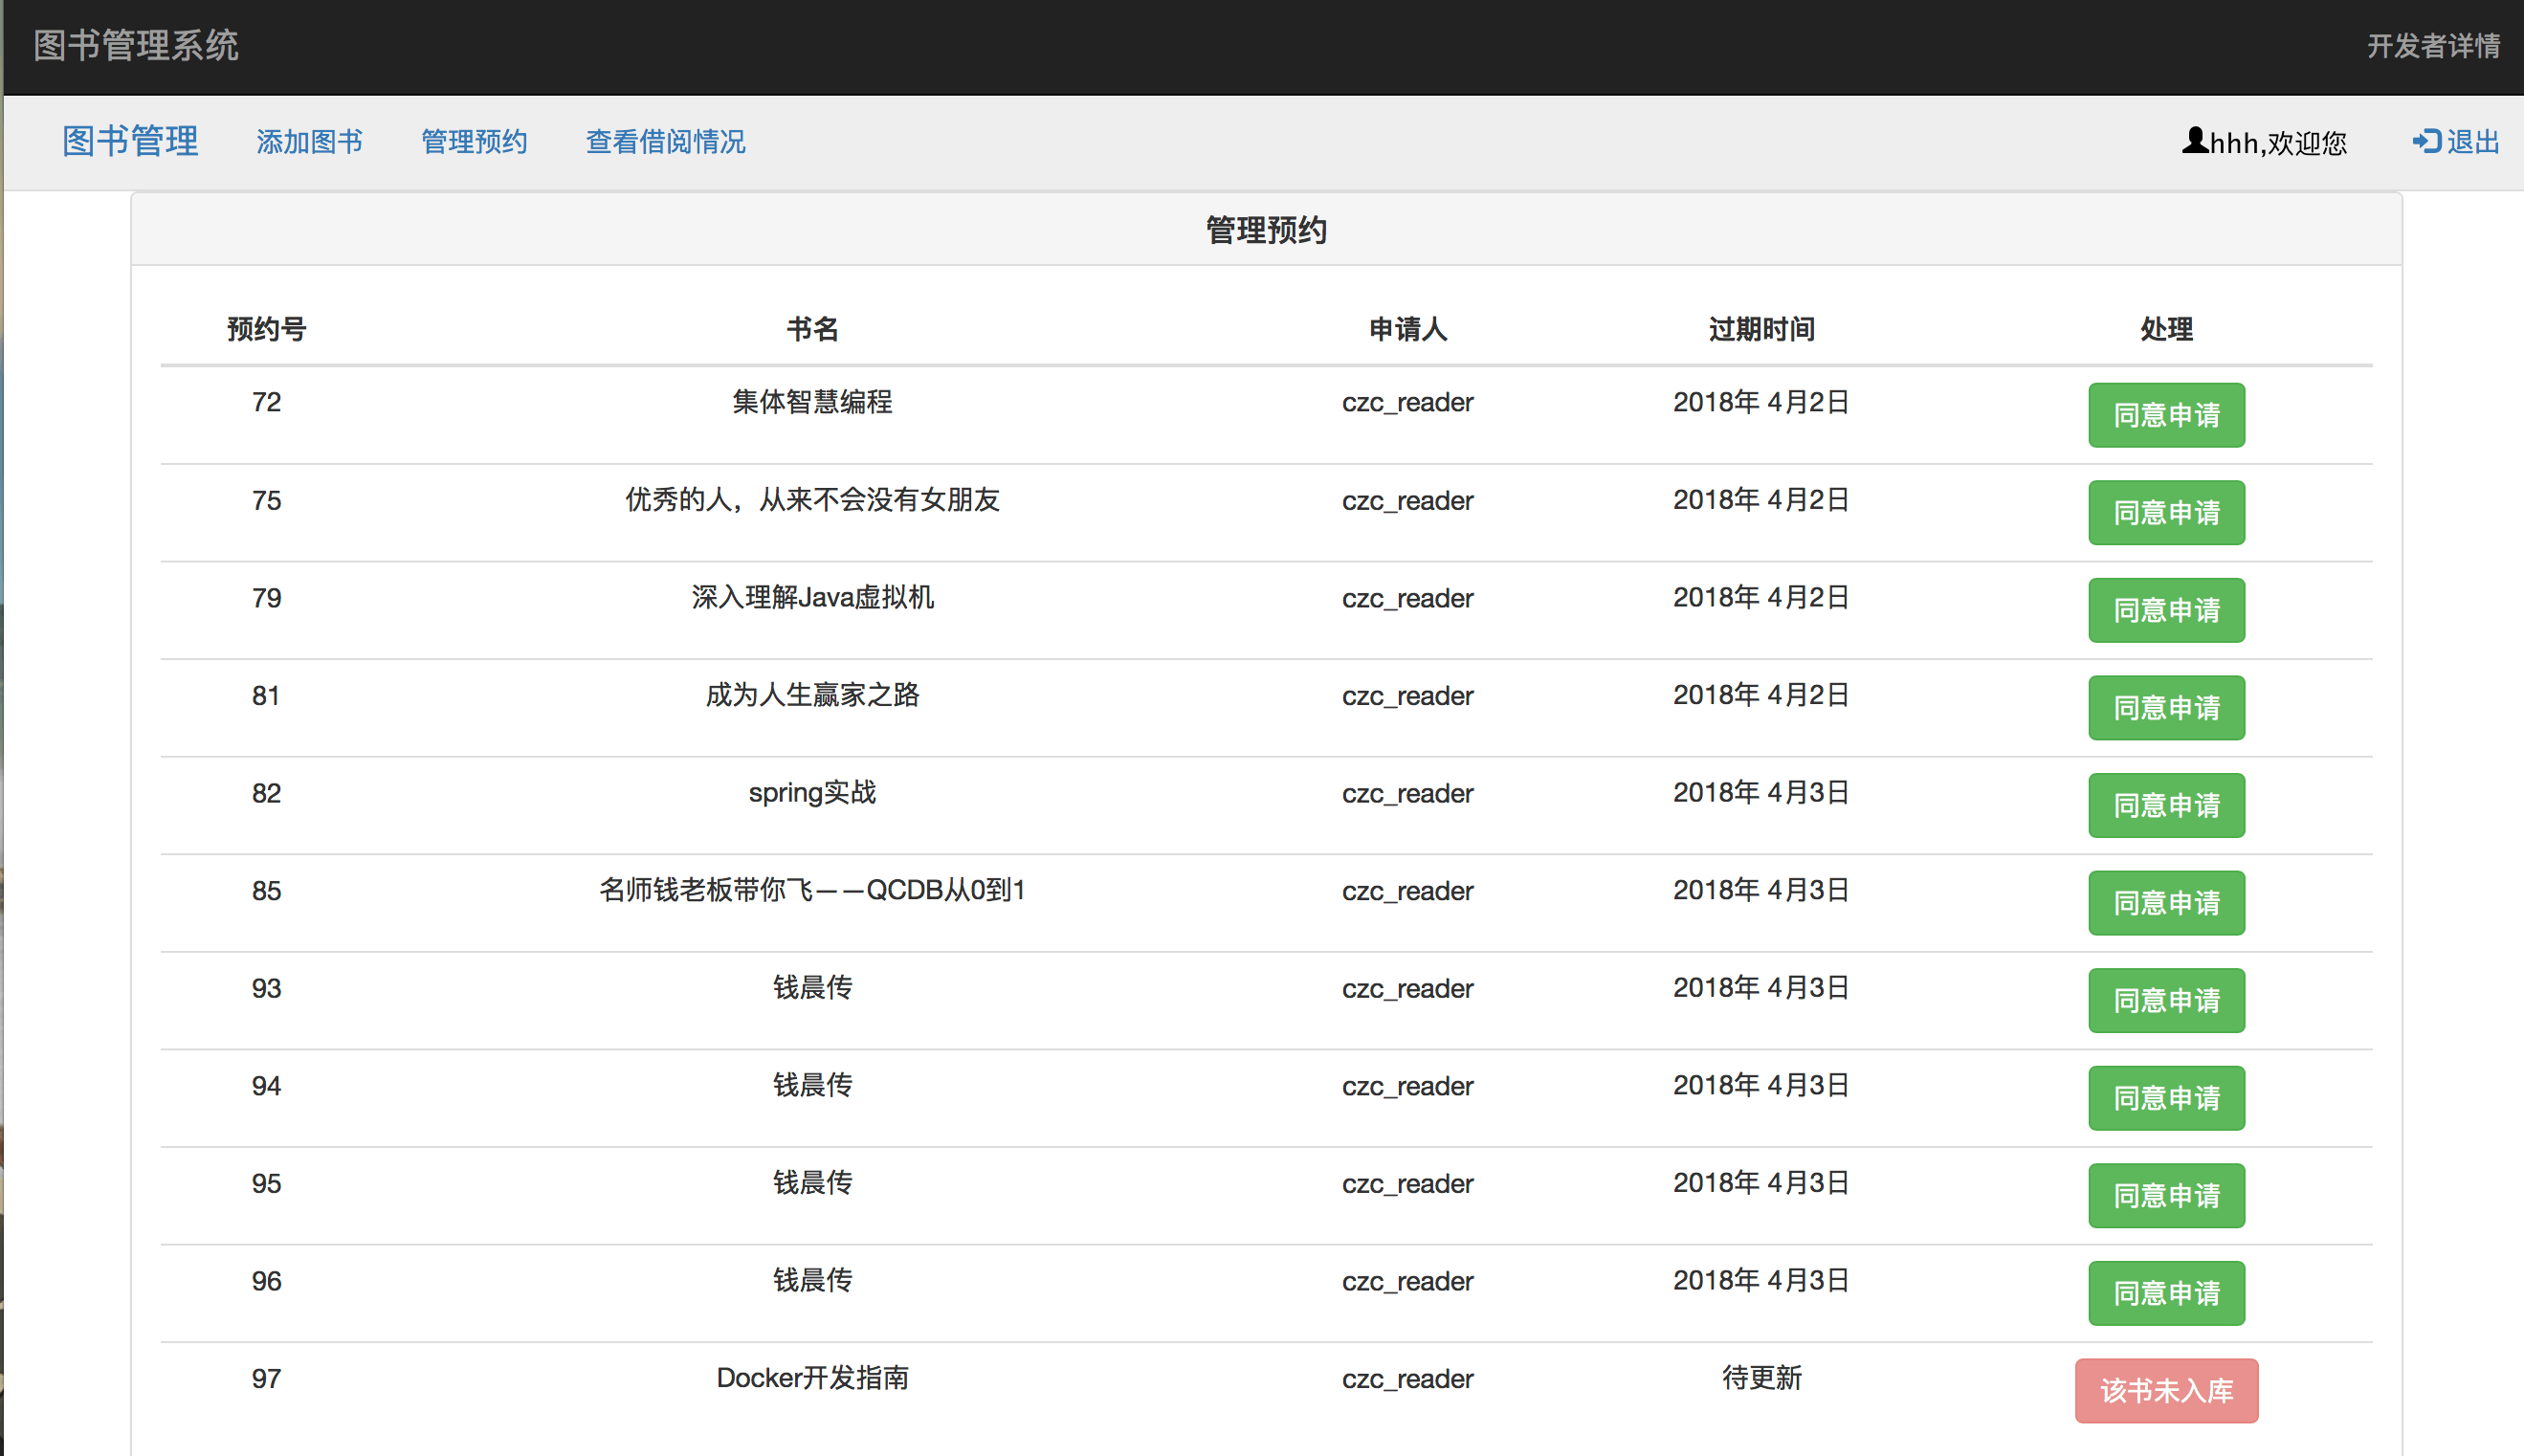 图书管理系统 开发者详情
图书管理 添加图书 管理预约 查看借阅情况 hhh,欢迎您 退出
管理预约
预约号 书名 申请人 过期时间 处理
72 集体智慧编程 czc_reader 2018年 4月2日 同意申请
75 优秀的人，从来不会没有女朋友 czc_reader 2018年 4月2日 同意申请
79 深入理解Java虚拟机 czc_reader 2018年 4月2日 同意申请
81 成为人生赢家之路 czc_reader 2018年 4月2日 同意申请
82 spring实战 czc_reader 2018年 4月3日 同意申请
85 名师钱老板带你飞——QCDB从0到1 czc_reader 2018年 4月3日 同意申请
93 钱晨传 czc_reader 2018年 4月3日 同意申请
94 钱晨传 czc_reader 2018年 4月3日 同意申请
95 钱晨传 czc_reader 2018年 4月3日 同意申请
96 钱晨传 czc_reader 2018年 4月3日 同意申请
97 Docker开发指南 czc_reader 待更新 该书未入库